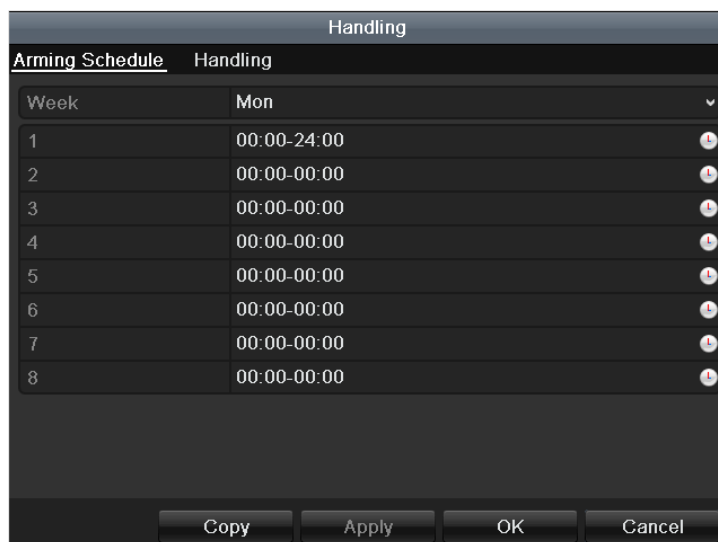 Handling
Arming Schedule Handling
Week Mon
1 00:00-24:00
2 00:00-00:00
3 00:00-00:00
4 00:00-00:00
5 00:00-00:00
6 00:00-00:00
7 00:00-00:00
8 00:00-00:00
Copy Apply OK Cancel